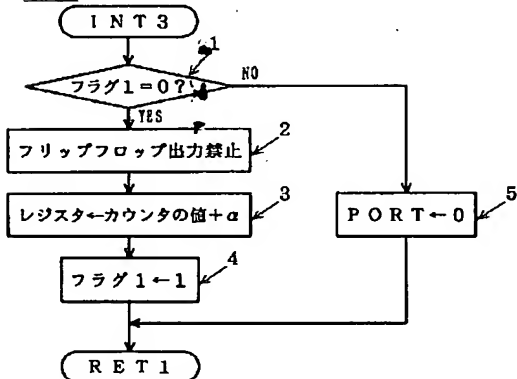 INT3
1
フラグ1=0?
NO
YES
2
フリップフロップ出力禁止
3
レジスタ←カウンタの値+α
5
PORT←0
4
フラグ1←1
RET1